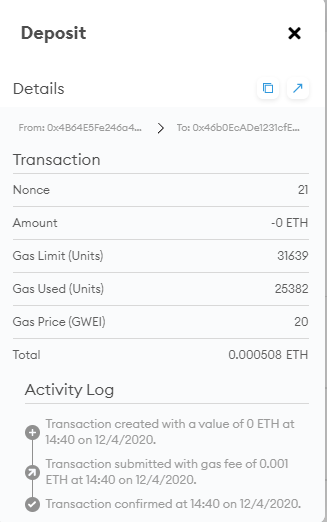 Deposit
Details
From: 0x4B64E5Fe246a4... To: 0x46b0EcADe1231cfE...
Transaction
Nonce 21
Amount -0 ETH
Gas Limit (Units) 31639
Gas Used (Units) 25382
Gas Price (GWEI) 20
Total 0.000508 ETH
Activity Log
Transaction created with a value of 0 ETH at
14:40 on 12/4/2020.
Transaction submitted with gas fee of 0.001
ETH at 14:40 on 12/4/2020.
Transaction confirmed at 14:40 on 12/4/2020.